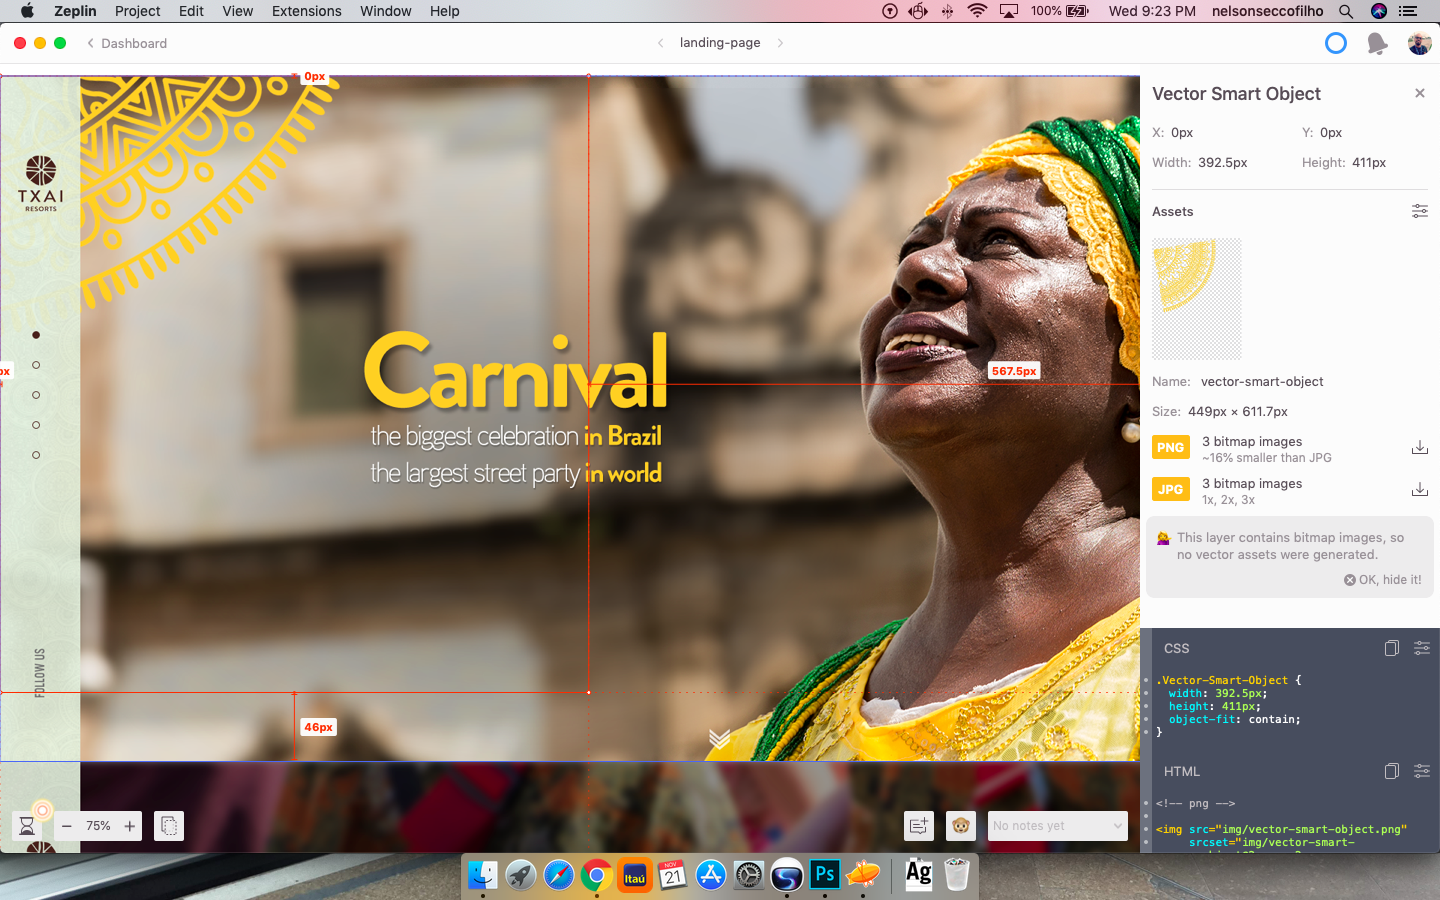 Zeplin Project Edit View Extensions Window Help
100% Wed 9:23 PM nelsonseccofilho
Dashboard
landing-page
0px
TXAI
RESORTS
px
Carnival
the biggest celebration in Brazil
the largest street party in world
567.5px
FOLLOW US
46px
75%
No notes yet
Vector Smart Object
X: 0px Y: 0px
Width: 392.5px Height: 411px
Assets
Name: vector-smart-object
Size: 449px × 611.7px
PNG 3 bitmap images
~16% smaller than JPG
JPG 3 bitmap images
1x, 2x, 3x
This layer contains bitmap images, so
no vector assets were generated.
OK, hide it!
CSS
.Vector-Smart-Object {
width: 392.5px;
height: 411px;
object-fit: contain;
}
HTML
<!-- png -->
<img src="img/vector-smart-object.png"
srcset="img/vector-smart-
Itaú
NOV
21
Ps
Ag